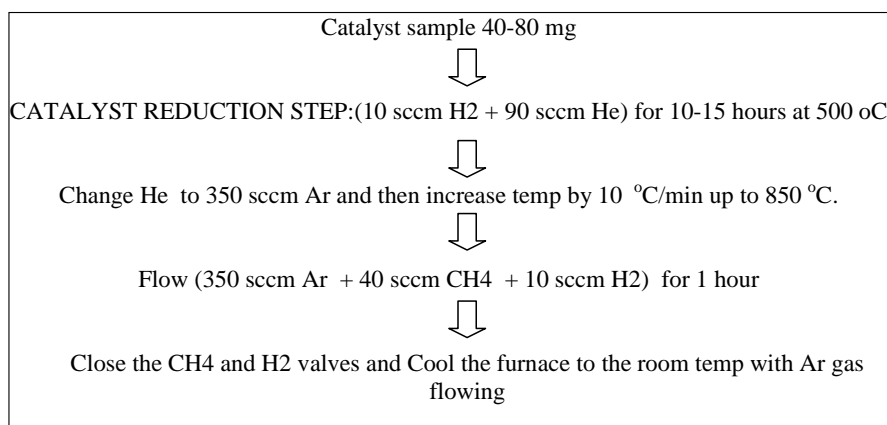 Catalyst sample 40-80 mg
CATALYST REDUCTION STEP:(10 sccm H2 + 90 sccm He) for 10-15 hours at 500 oC
Change He to 350 sccm Ar and then increase temp by 10 °C/min up to 850 °C.
Flow (350 sccm Ar + 40 sccm CH4 + 10 sccm H2) for 1 hour
Close the CH4 and H2 valves and Cool the furnace to the room temp with Ar gas
flowing